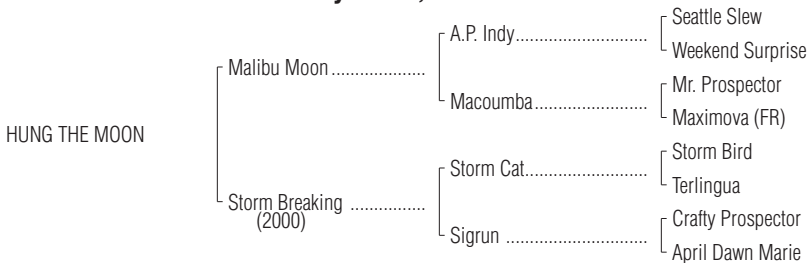 Seattle Slew
A.P. Indy
Weekend Surprise
Malibu Moon
Mr. Prospector
Macoumba
Maximova (FR)
HUNG THE MOON
Storm Bird
Storm Cat
Terlingua
Storm Breaking
(2000)
Crafty Prospector
Sigrun
April Dawn Marie